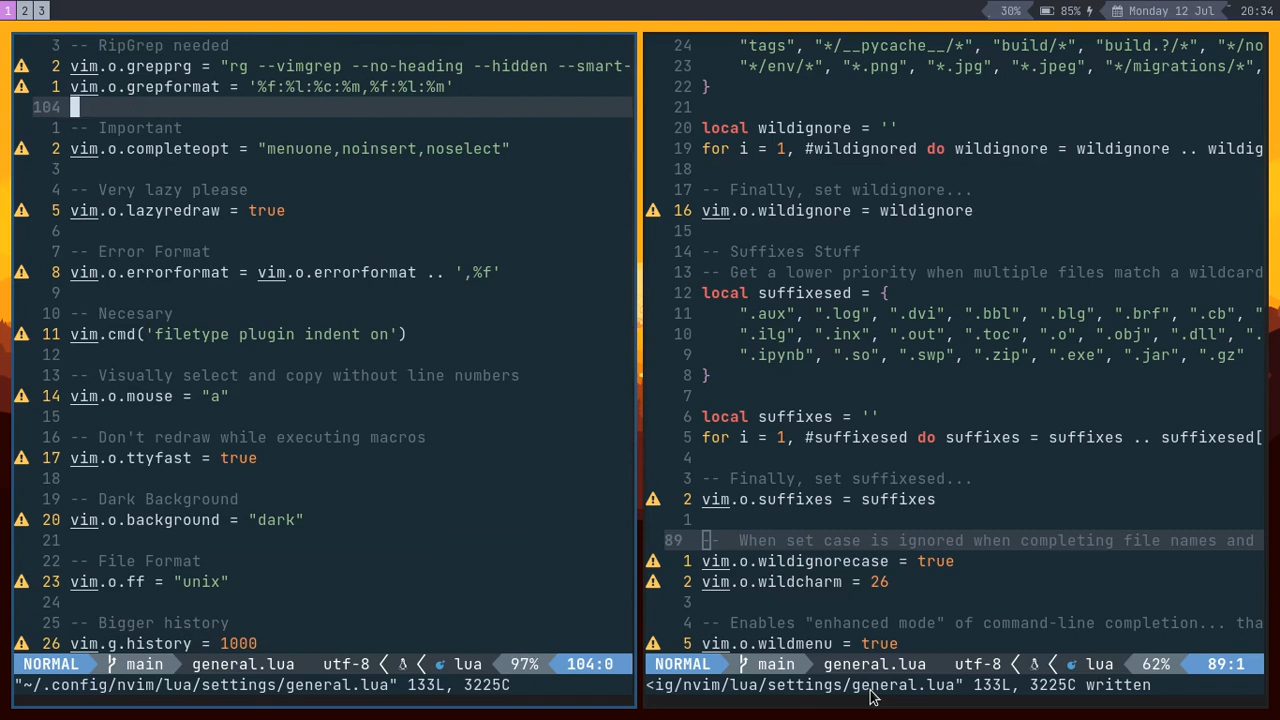 1 2 3 30% 85% Monday 12 Jul 20:34
3 -- RipGrep needed
2 vim.o.grepprg = "rg --vimgrep --no-heading --hidden --smart-
1 vim.o.grepformat = '%f:%l:%c:%m,%f:%l:%m'
104
1 -- Important
2 vim.o.completeopt = "menuone,noinsert,noselect"
3
4 -- Very lazy please
5 vim.o.lazyredraw = true
6
7 -- Error Format
8 vim.o.errorformat = vim.o.errorformat .. ',%f'
9
10 -- Necesary
11 vim.cmd('filetype plugin indent on')
12
13 -- Visually select and copy without line numbers
14 vim.o.mouse = "a"
15
16 -- Don't redraw while executing macros
17 vim.o.ttyfast = true
18
19 -- Dark Background
20 vim.o.background = "dark"
21
22 -- File Format
23 vim.o.ff = "unix"
24
25 -- Bigger history
26 vim.g.history = 1000
NORMAL main general.lua utf-8 lua 97% 104:0
"~/.config/nvim/lua/settings/general.lua" 133L, 3225C
24 "tags", "*/__pycache__/*", "build/*", "build.?/*", "*/no
23 "*/env/*", "*.png", "*.jpg", "*.jpeg", "*/migrations/*",
22 }
21
20 local wildignore = ''
19 for i = 1, #wildignored do wildignore = wildignore .. wildig
18
17 -- Finally, set wildignore...
16 vim.o.wildignore = wildignore
15
14 -- Suffixes Stuff
13 -- Get a lower priority when multiple files match a wildcard
12 local suffixesed = {
11 ".aux", ".log", ".dvi", ".bbl", ".blg", ".brf", ".cb", "
10 ".ilg", ".inx", ".out", ".toc", ".o", ".obj", ".dll", ".
9 ".ipynb", ".so", ".swp", ".zip", ".exe", ".jar", ".gz"
8 }
7
6 local suffixes = ''
5 for i = 1, #suffixesed do suffixes = suffixes .. suffixesed[
4
3 -- Finally, set suffixesed...
2 vim.o.suffixes = suffixes
1
89 -- When set case is ignored when completing file names and
1 vim.o.wildignorecase = true
2 vim.o.wildcharm = 26
3
4 -- Enables "enhanced mode" of command-line completion... tha
5 vim.o.wildmenu = true
NORMAL main general.lua utf-8 lua 62% 89:1
<ig/nvim/lua/settings/general.lua" 133L, 3225C written